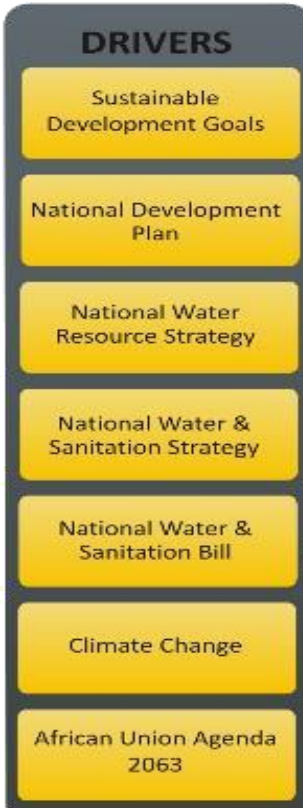 DRIVERS
Sustainable
Development Goals
National Development
Plan
National Water
Resource Strategy
National Water &
Sanitation Strategy
National Water &
Sanitation Bill
Climate Change
African Union Agenda
2063